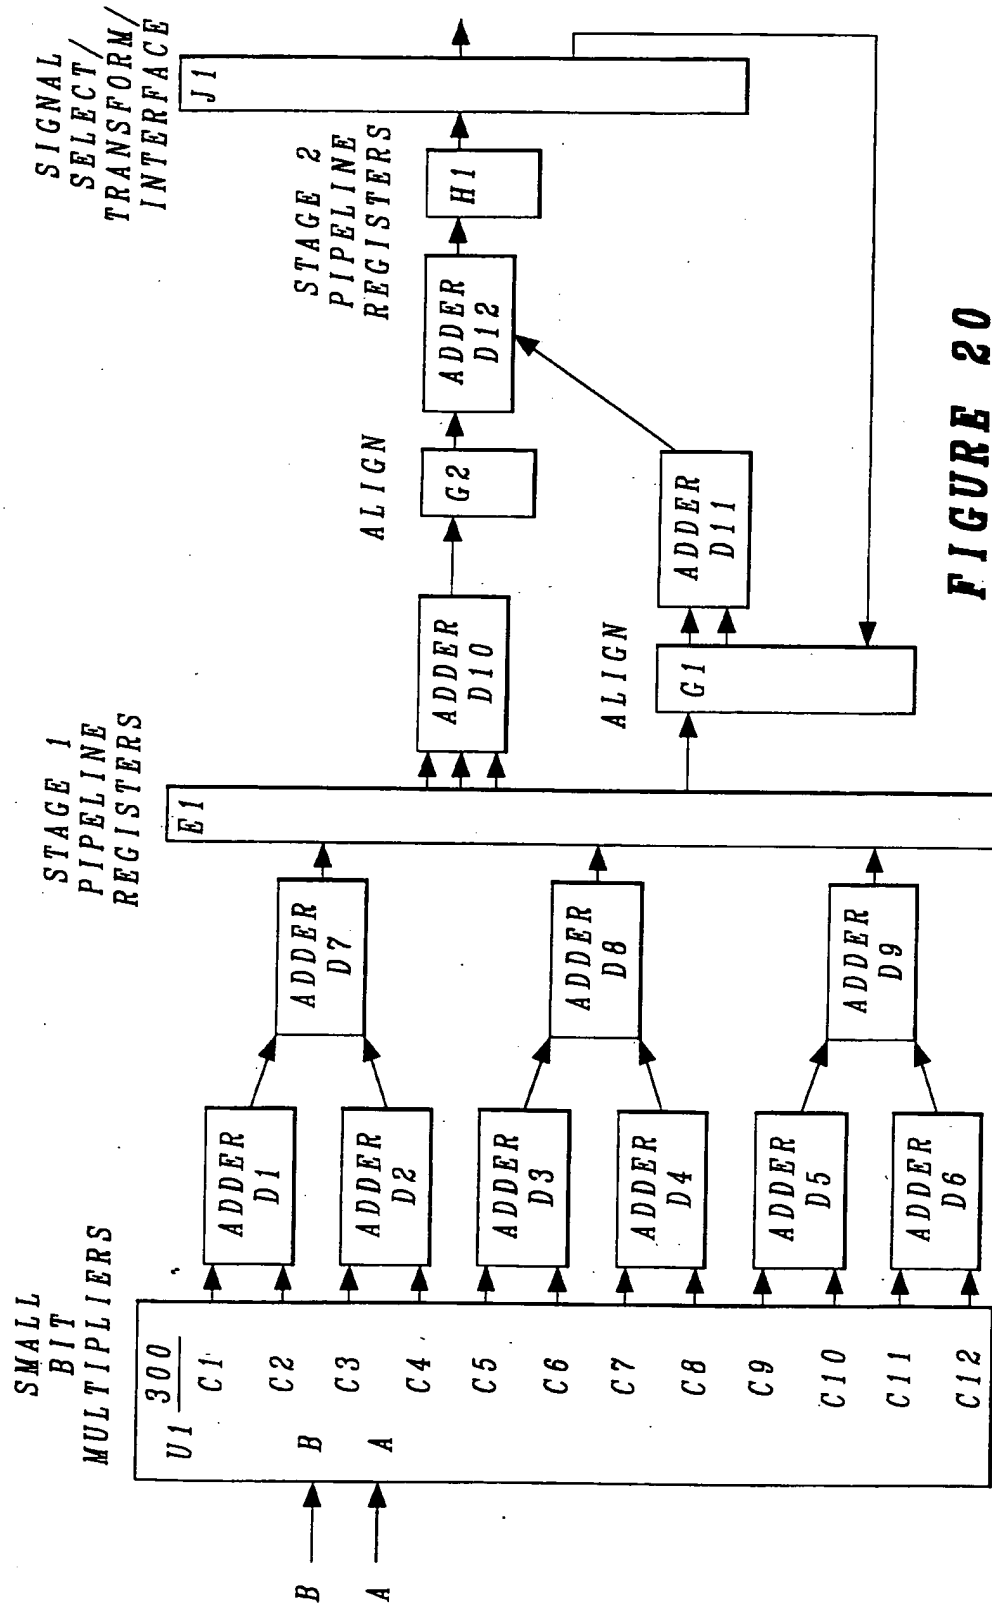 SMALL
BIT
MULTIPLIERS
U1 300
C1
C2
C3
C4
C5
C6
C7
C8
C9
C10
C11
C12
B
A
B
A
ADDER
D1
ADDER
D2
ADDER
D3
ADDER
D4
ADDER
D5
ADDER
D6
ADDER
D7
ADDER
D8
ADDER
D9
STAGE 1
PIPELINE
REGISTERS
E1
ADDER
D10
ALIGN
G1
ALIGN
G2
ADDER
D11
ADDER
D12
STAGE 2
PIPELINE
REGISTERS
H1
SIGNAL
SELECT/
TRANSFORM/
INTERFACE
J1
FIGURE 20